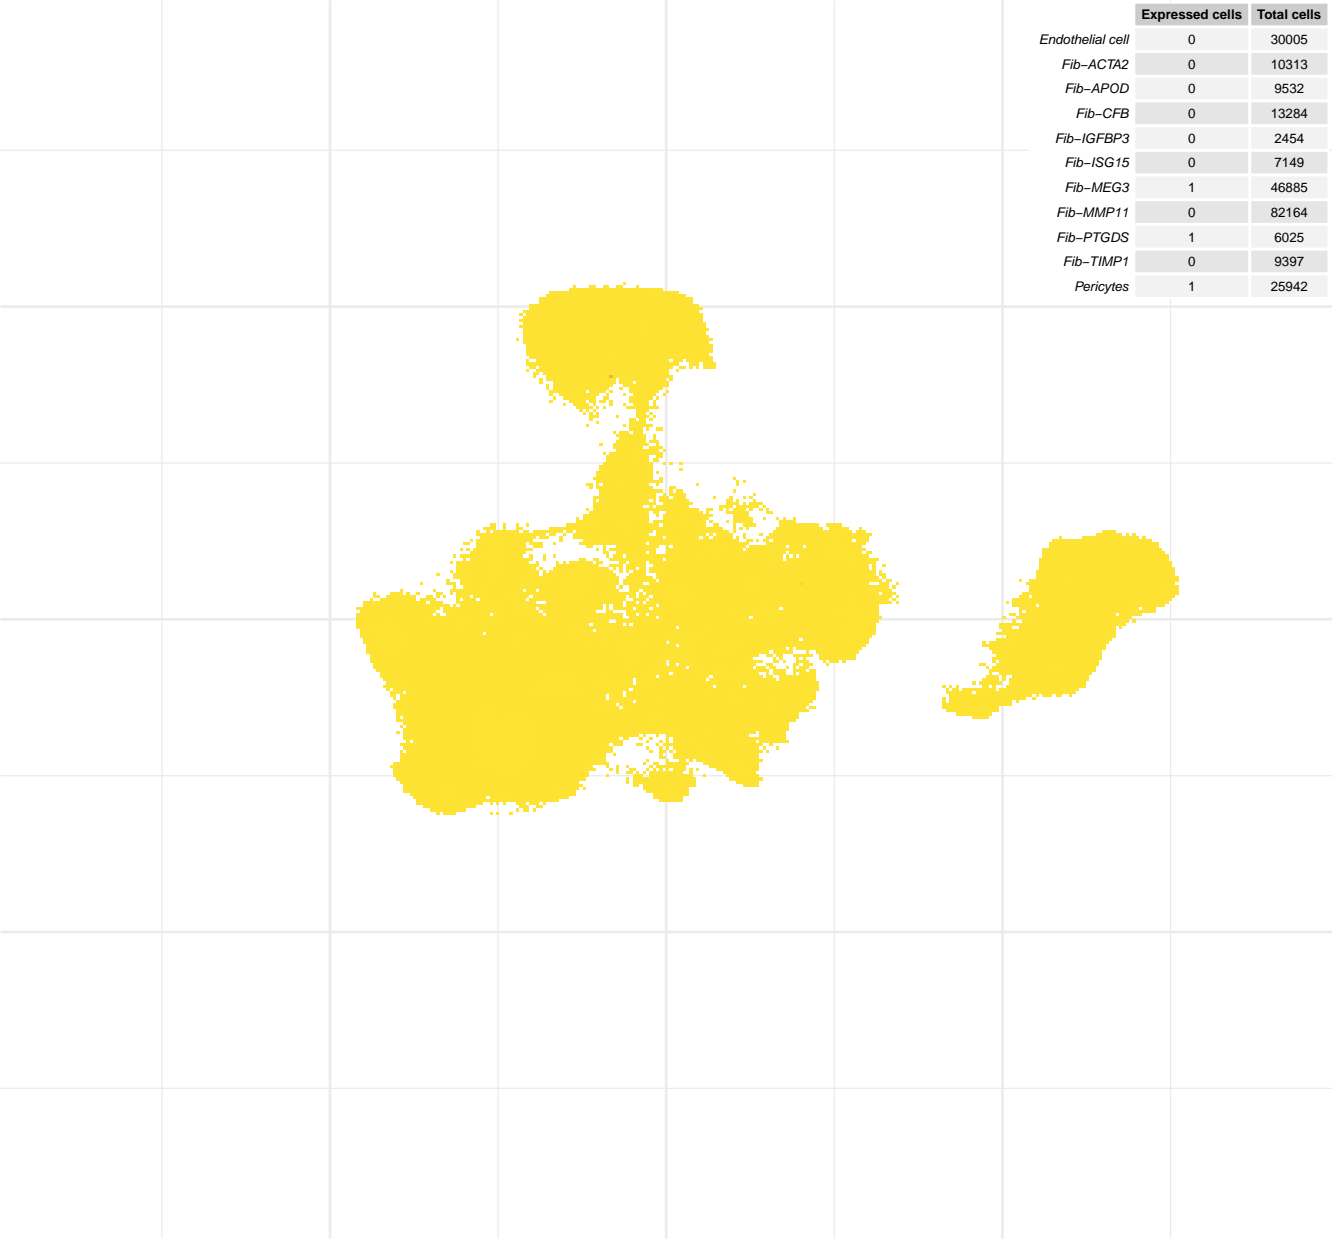 Expressed cells Total cells
Endothelial cell 0 30005
Fib−ACTA2 0 10313
Fib−APOD 0 9532
Fib−CFB 0 13284
Fib−IGFBP3 0 2454
Fib−ISG15 0 7149
Fib−MEG3 1 46885
Fib−MMP11 0 82164
Fib−PTGDS 1 6025
Fib−TIMP1 0 9397
Pericytes 1 25942